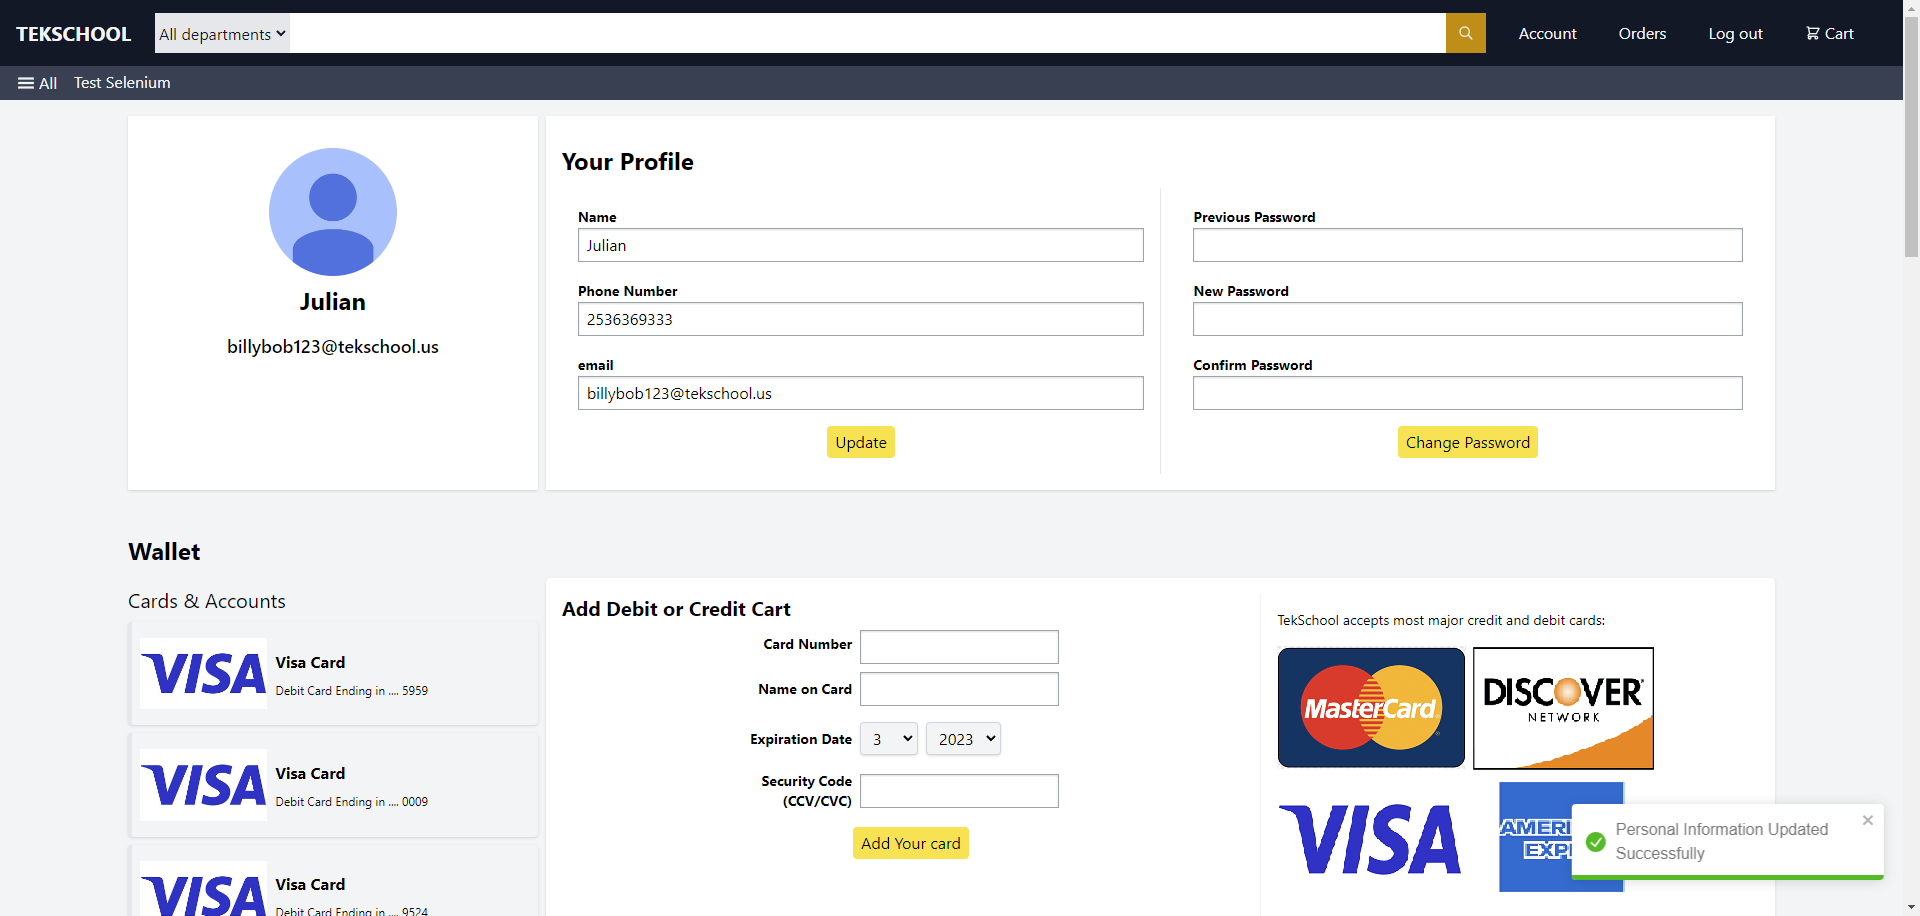 TEKSCHOOL
All departments
Account
Orders
Log out
Cart
All
Test Selenium
Julian
billybob123@tekschool.us
Your Profile
Name
Julian
Phone Number
2536369333
email
billybob123@tekschool.us
Update
Previous Password
New Password
Confirm Password
Change Password
Wallet
Cards & Accounts
VISA
Visa Card
Debit Card Ending in .... 5959
VISA
Visa Card
Debit Card Ending in .... 0009
VISA
Visa Card
Debit Card Ending in .... 9524
Add Debit or Credit Cart
Card Number
Name on Card
Expiration Date
3
2023
Security Code
(CCV/CVC)
Add Your card
TekSchool accepts most major credit and debit cards:
MasterCard
DISCOVER
NETWORK
VISA
Personal Information Updated
Successfully